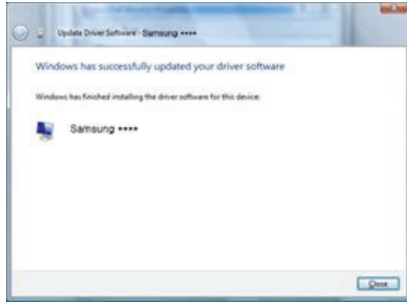 Update Driver Software - Samsung ****
Windows has successfully updated your driver software
Windows has finished installing the driver software for this device:
Samsung ****
Close